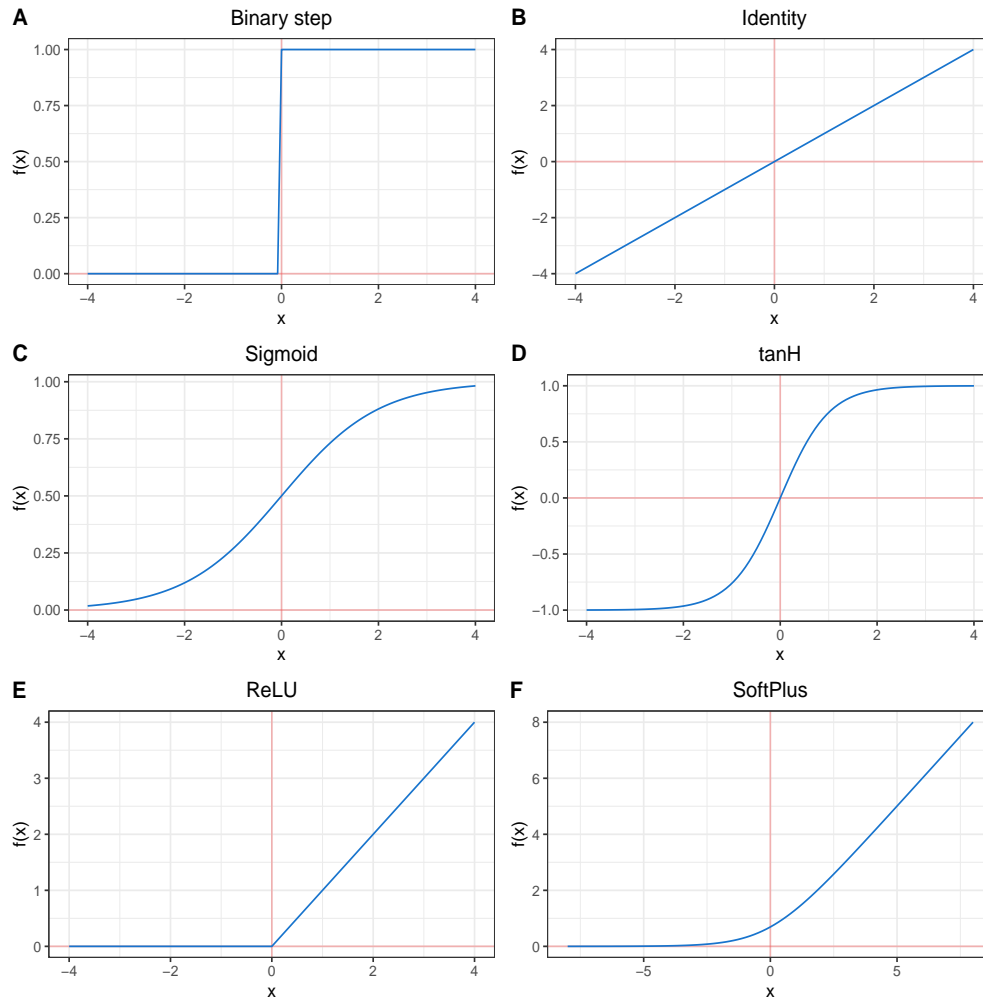 A Binary step
1.00
0.75
0.50
0.25
0.00
f(x)
−4 −2 0 2 4
x
B Identity
4
2
0
−2
−4
f(x)
−4 −2 0 2 4
x
C Sigmoid
1.00
0.75
0.50
0.25
0.00
f(x)
−4 −2 0 2 4
x
D tanH
1.0
0.5
0.0
−0.5
−1.0
f(x)
−4 −2 0 2 4
x
E ReLU
4
3
2
1
0
f(x)
−4 −2 0 2 4
x
F SoftPlus
8
6
4
2
0
f(x)
−5 0 5
x